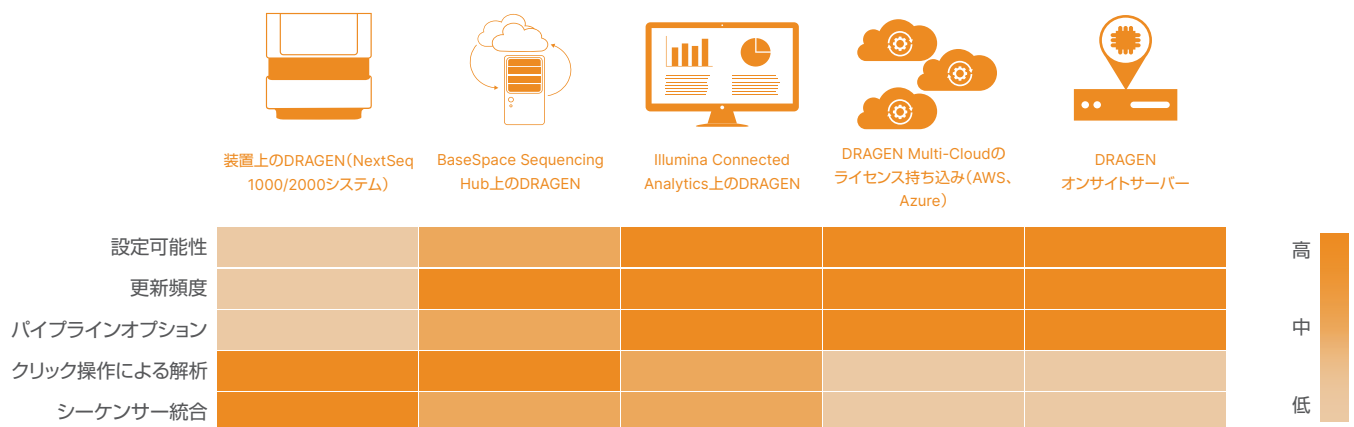 装置上のDRAGEN(NextSeq
1000/2000システム)
BaseSpace Sequencing
Hub上のDRAGEN
Illumina Connected
Analytics上のDRAGEN
DRAGEN Multi-Cloudの
ライセンス持ち込み(AWS、
Azure)
DRAGEN
オンサイトサーバー
設定可能性
更新頻度
パイプラインオプション
クリック操作による解析
シーケンサー統合
高
中
低